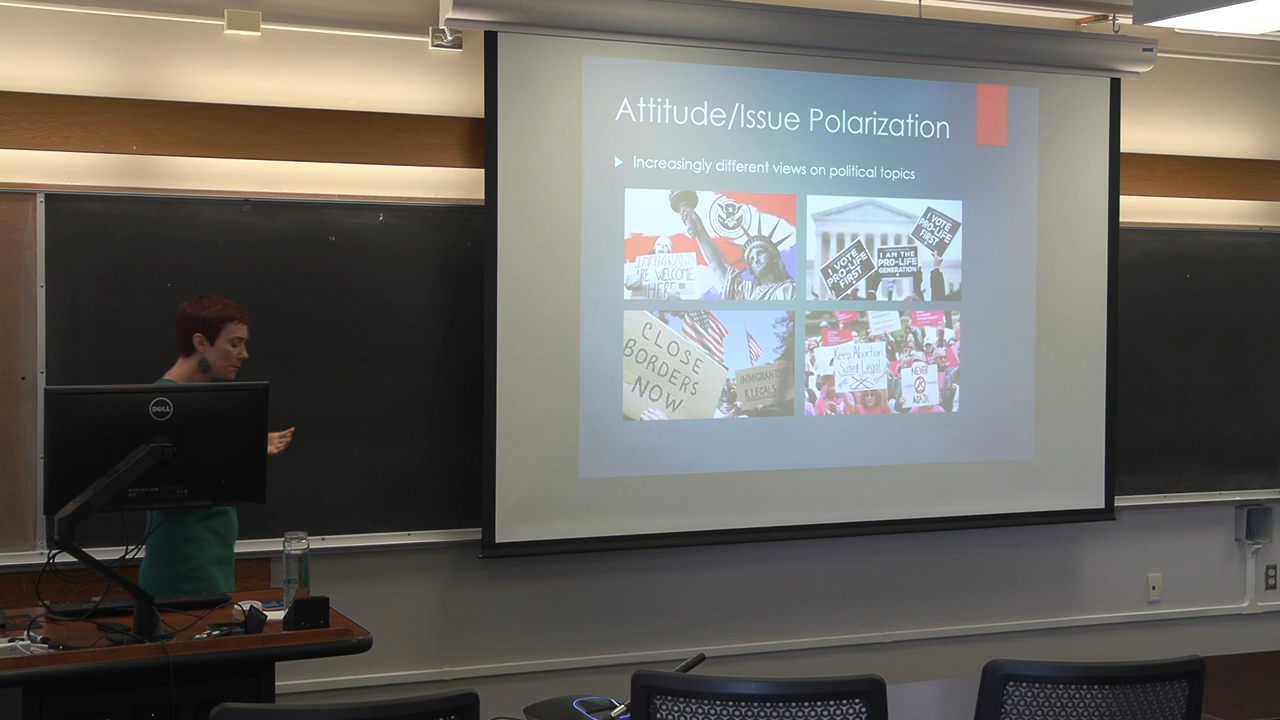 Attitude/Issue Polarization
Increasingly different views on political topics
IMMIGRANTS
ARE WELCOME
HERE
I VOTE
PRO-LIFE
FIRST
I AM THE
PRO-LIFE
GENERATION
I VOTE
PRO-LIFE
FIRST
CLOSE
BORDERS
NOW
IMMIGRANTS
ILLEGALS
Keep Abortion
Safe & Legal
NEVER
AGAIN
DELL